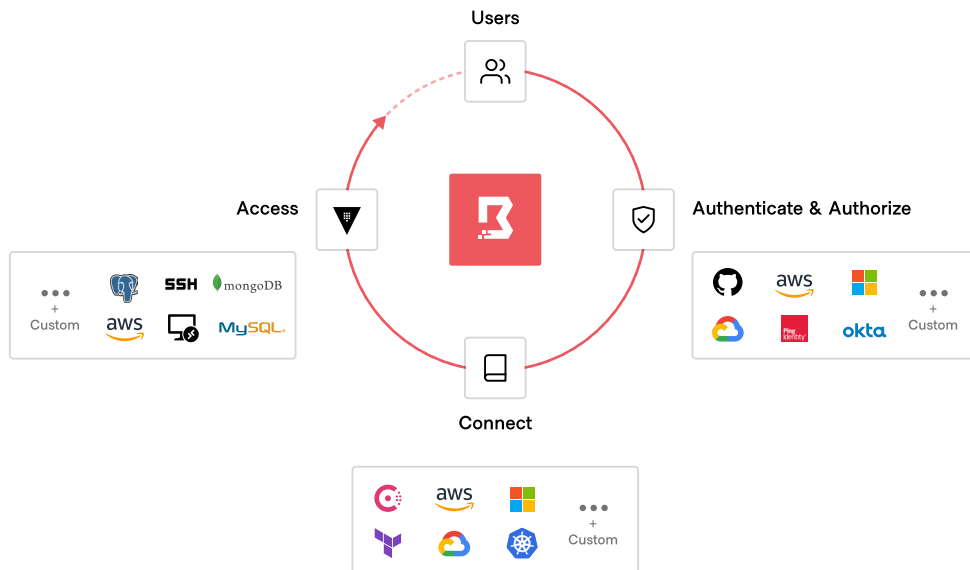 Users
Access
Authenticate & Authorize
SSH
mongoDB
aws
MySQL
+
Custom
aws
Ping
Identity
okta
+
Custom
Connect
aws
+
Custom